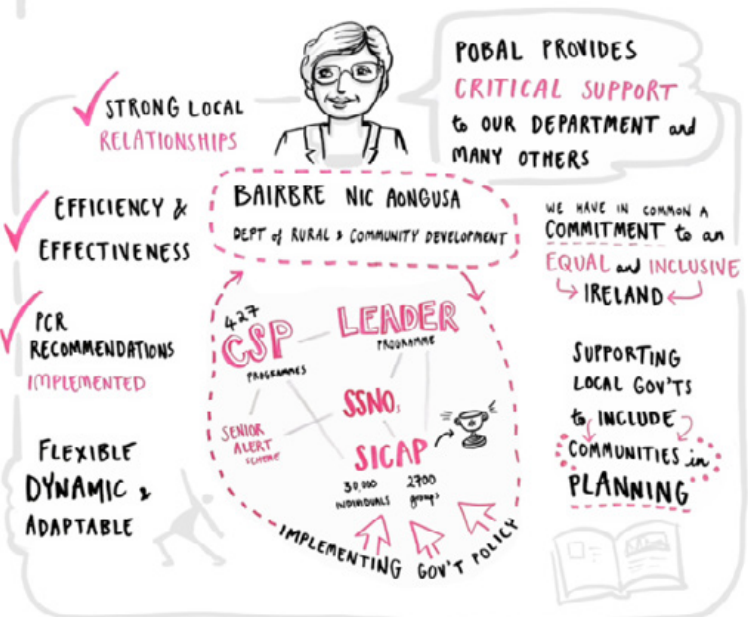 POBAL PROVIDES
CRITICAL SUPPORT
to OUR DEPARTMENT and
MANY OTHERS
STRONG LOCAL
RELATIONSHIPS
BAIRBRE NIC AONGUSA
DEPT of RURAL & COMMUNITY DEVELOPMENT
EFFICIENCY &
EFFECTIVENESS
PCR
RECOMMENDATIONS
IMPLEMENTED
FLEXIBLE
DYNAMIC &
ADAPTABLE
427
CSP
PROGRAMMES
LEADER
PROGRAMME
SSNO,
SENIOR
ALERT
SCHEME
SICAP
30,000
INDIVIDUALS
2700
groups
IMPLEMENTING GOV'T POLICY
WE HAVE IN COMMON A
COMMITMENT to an
EQUAL and INCLUSIVE
IRELAND
SUPPORTING
LOCAL GOV'TS
to INCLUDE
COMMUNITIES in
PLANNING